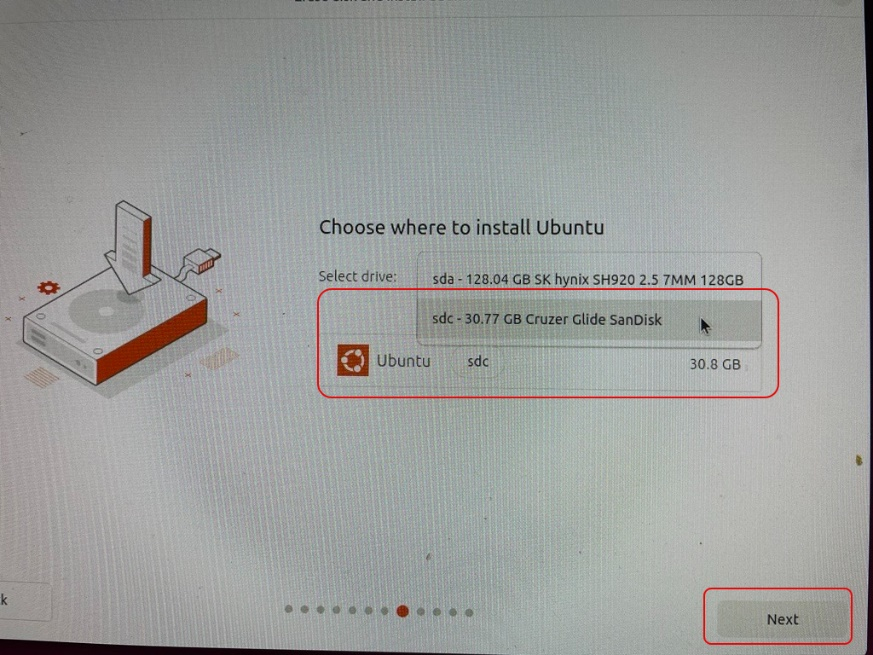 Choose where to install Ubuntu
Select drive:
sda - 128.04 GB SK hynix SH920 2.5 7MM 128GB
sdc - 30.77 GB Cruzer Glide SanDisk
Ubuntu sdc 30.8 GB
k
Next